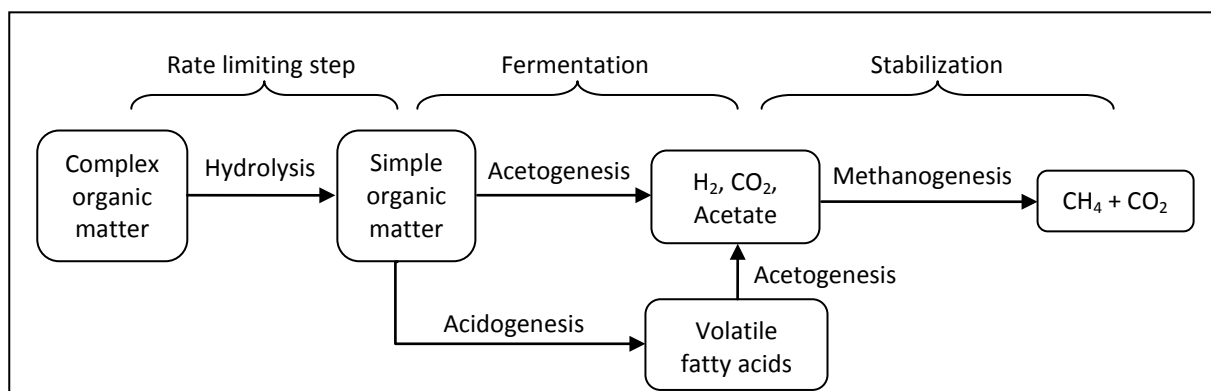 Rate limiting step
Fermentation
Stabilization
Complex
organic
matter
Hydrolysis
Simple
organic
matter
Acetogenesis
H₂, CO₂,
Acetate
Methanogenesis
CH₄ + CO₂
Acetogenesis
Acidogenesis
Volatile
fatty acids